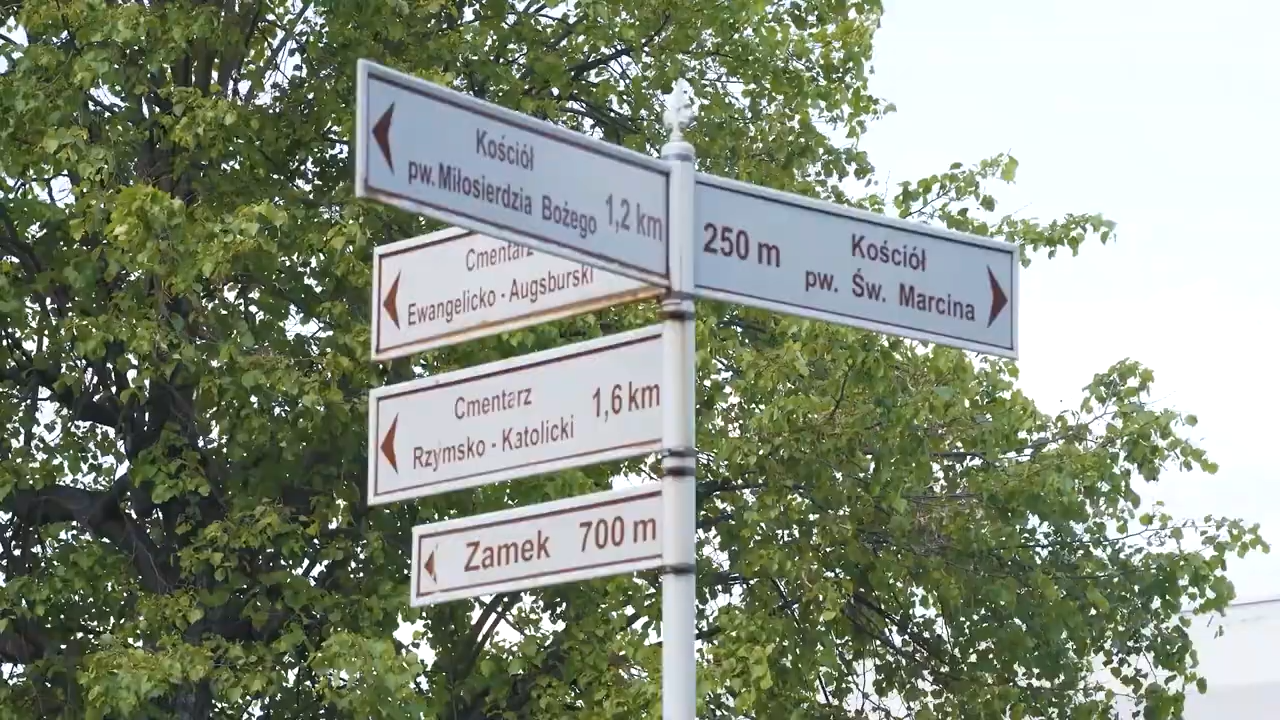 Kościół
pw. Miłosierdzia Bożego 1,2 km
250 m Kościół
pw. Św. Marcina
Cmentarz
Ewangelicko - Augsburski
Cmentarz
Rzymsko - Katolicki 1,6 km
Zamek 700 m